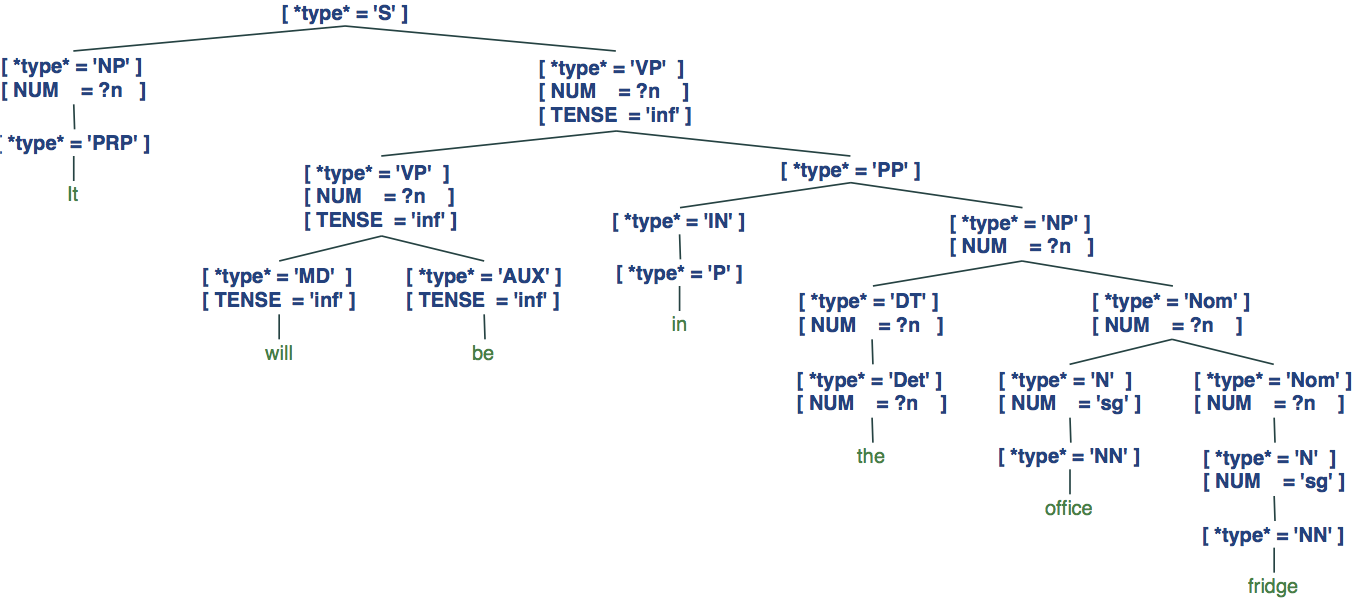 [ *type* = 'S' ]
[ *type* = 'NP' ]
[ NUM = ?n ]
[ *type* = 'VP' ]
[ NUM = ?n ]
[ TENSE = 'inf' ]
[ *type* = 'PRP' ]
It
[ *type* = 'VP' ]
[ NUM = ?n ]
[ TENSE = 'inf' ]
[ *type* = 'PP' ]
[ *type* = 'IN' ]
[ *type* = 'NP' ]
[ NUM = ?n ]
[ *type* = 'MD' ]
[ TENSE = 'inf' ]
[ *type* = 'AUX' ]
[ TENSE = 'inf' ]
[ *type* = 'P' ]
will
be
in
[ *type* = 'DT' ]
[ NUM = ?n ]
[ *type* = 'Nom' ]
[ NUM = ?n ]
[ *type* = 'Det' ]
[ NUM = ?n ]
[ *type* = 'N' ]
[ NUM = 'sg' ]
[ *type* = 'Nom' ]
[ NUM = ?n ]
the
[ *type* = 'NN' ]
[ *type* = 'N' ]
[ NUM = 'sg' ]
office
[ *type* = 'NN' ]
fridge